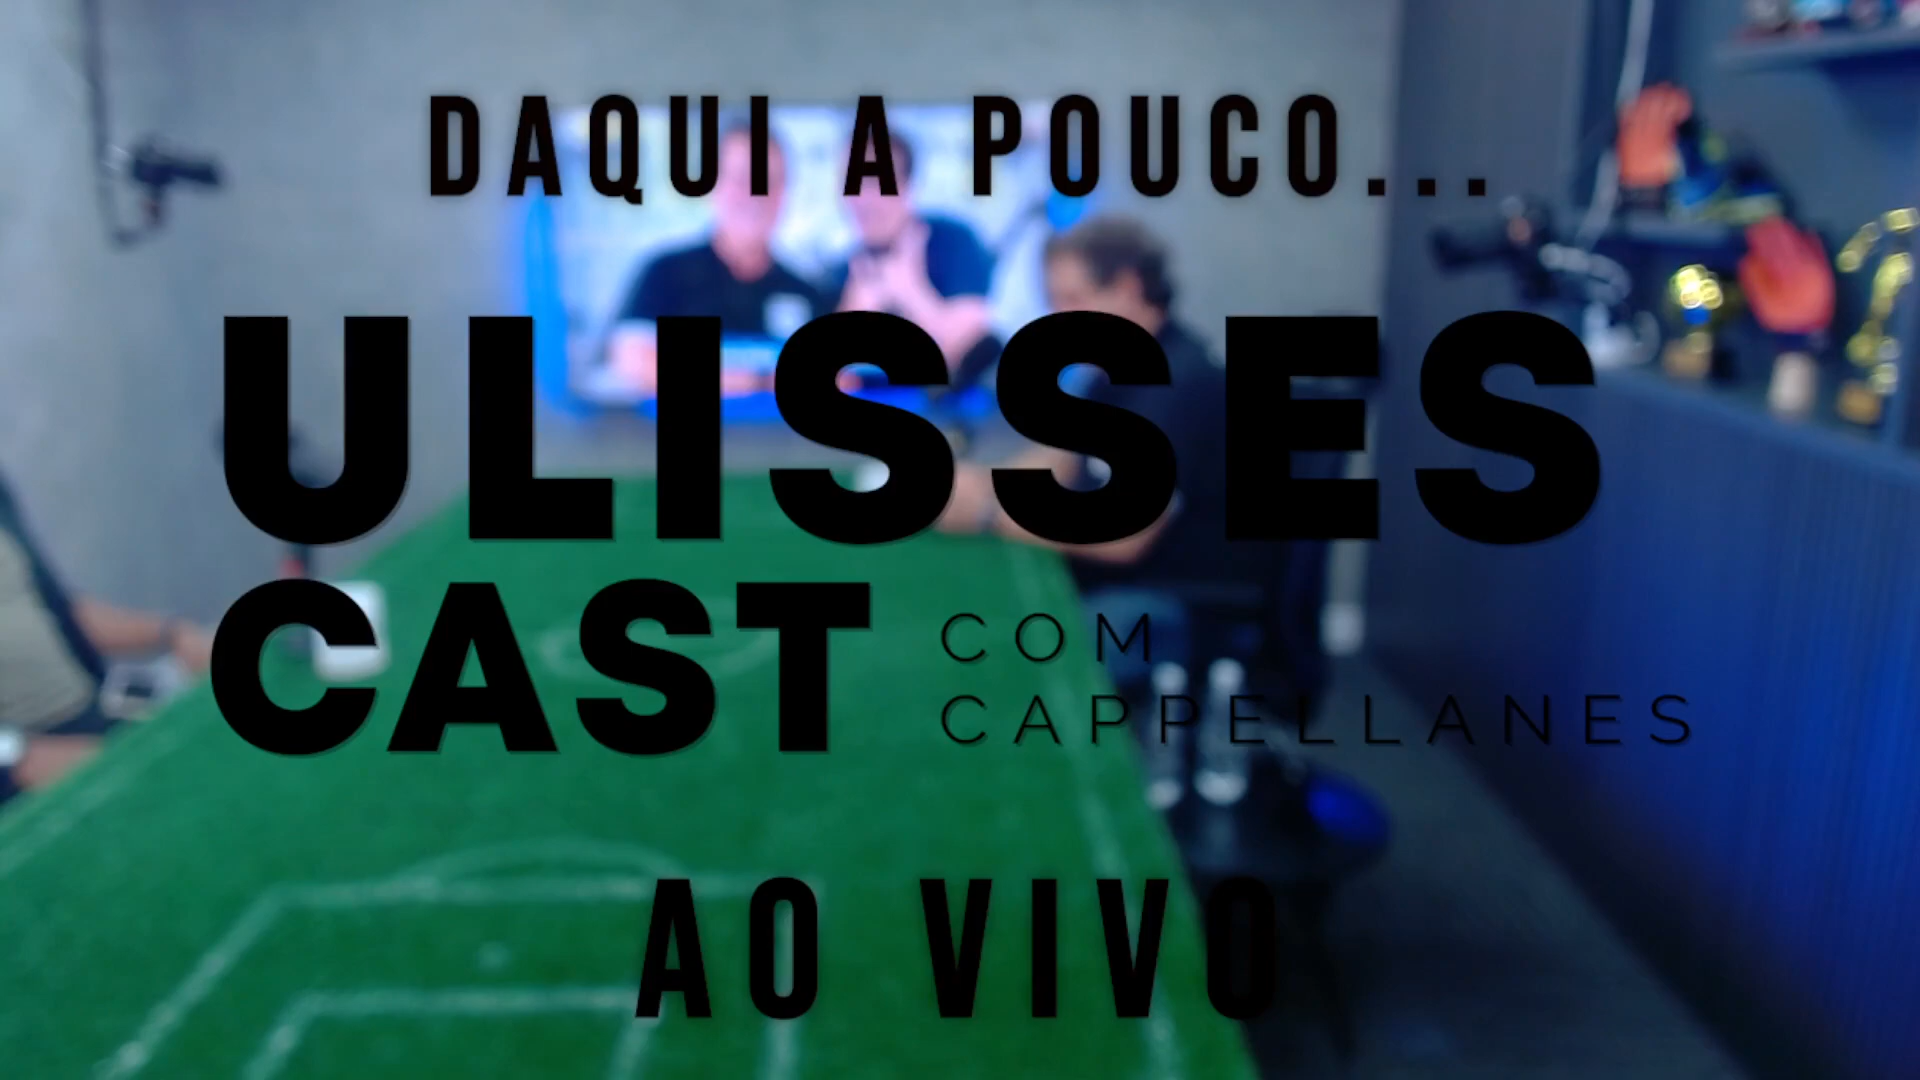 DAQUI A POUCO...
ULISSES
CAST
COM
CAPPELLANES
AO VIVO